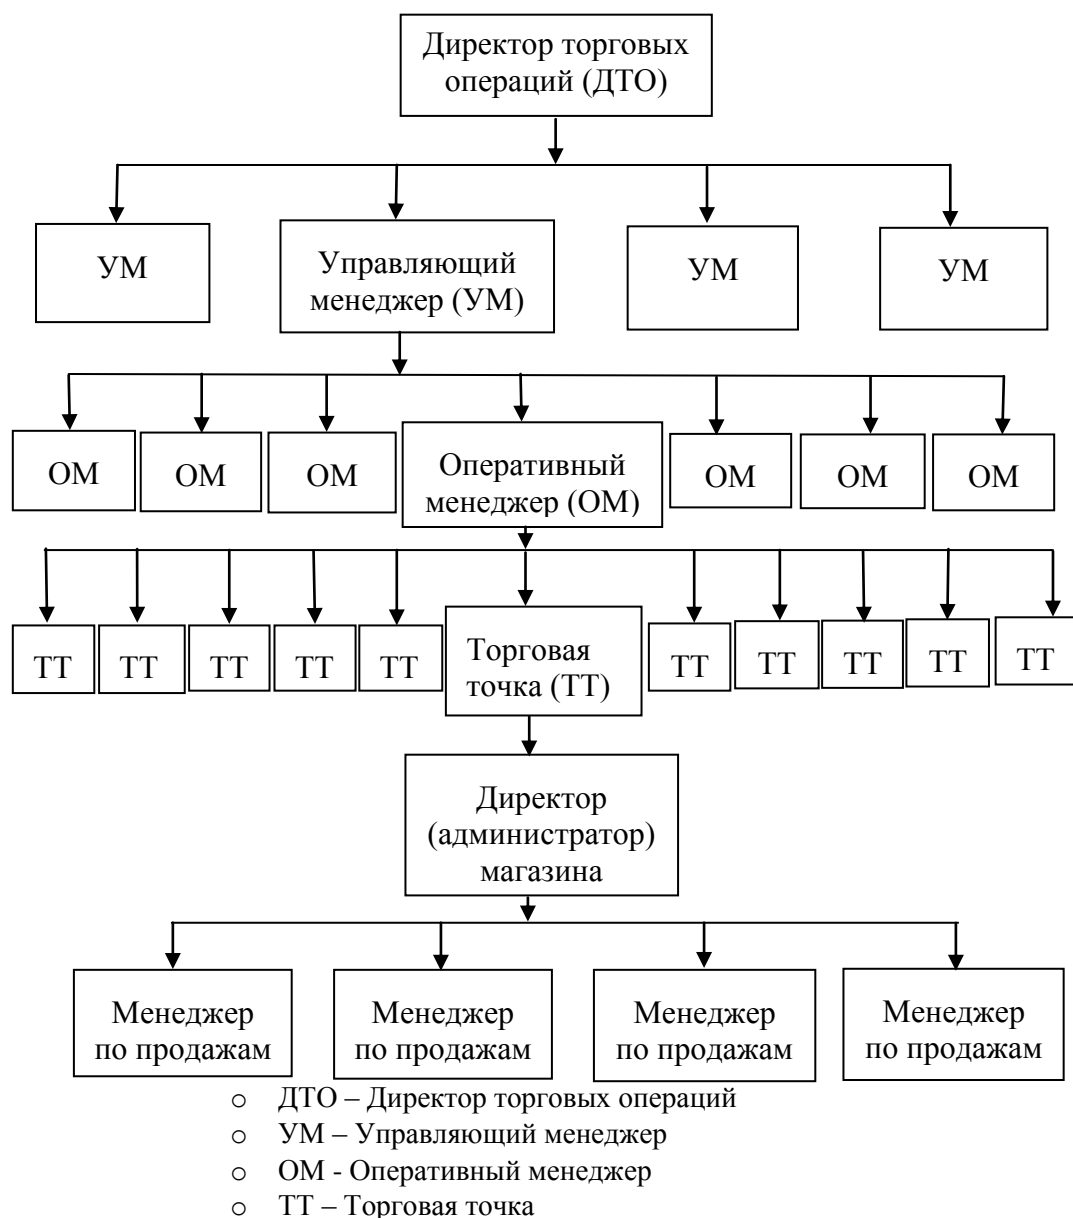 Директор торговых
операций (ДТО)
УМ
Управляющий
менеджер (УМ)
УМ
УМ
ОМ
ОМ
ОМ
Оперативный
менеджер (ОМ)
ОМ
ОМ
ОМ
ТТ
ТТ
ТТ
ТТ
ТТ
Торговая
точка (ТТ)
ТТ
ТТ
ТТ
ТТ
ТТ
Директор
(администратор)
магазина
Менеджер
по продажам
Менеджер
по продажам
Менеджер
по продажам
Менеджер
по продажам
o ДТО – Директор торговых операций
o УМ – Управляющий менеджер
o ОМ - Оперативный менеджер
o ТТ – Торговая точка